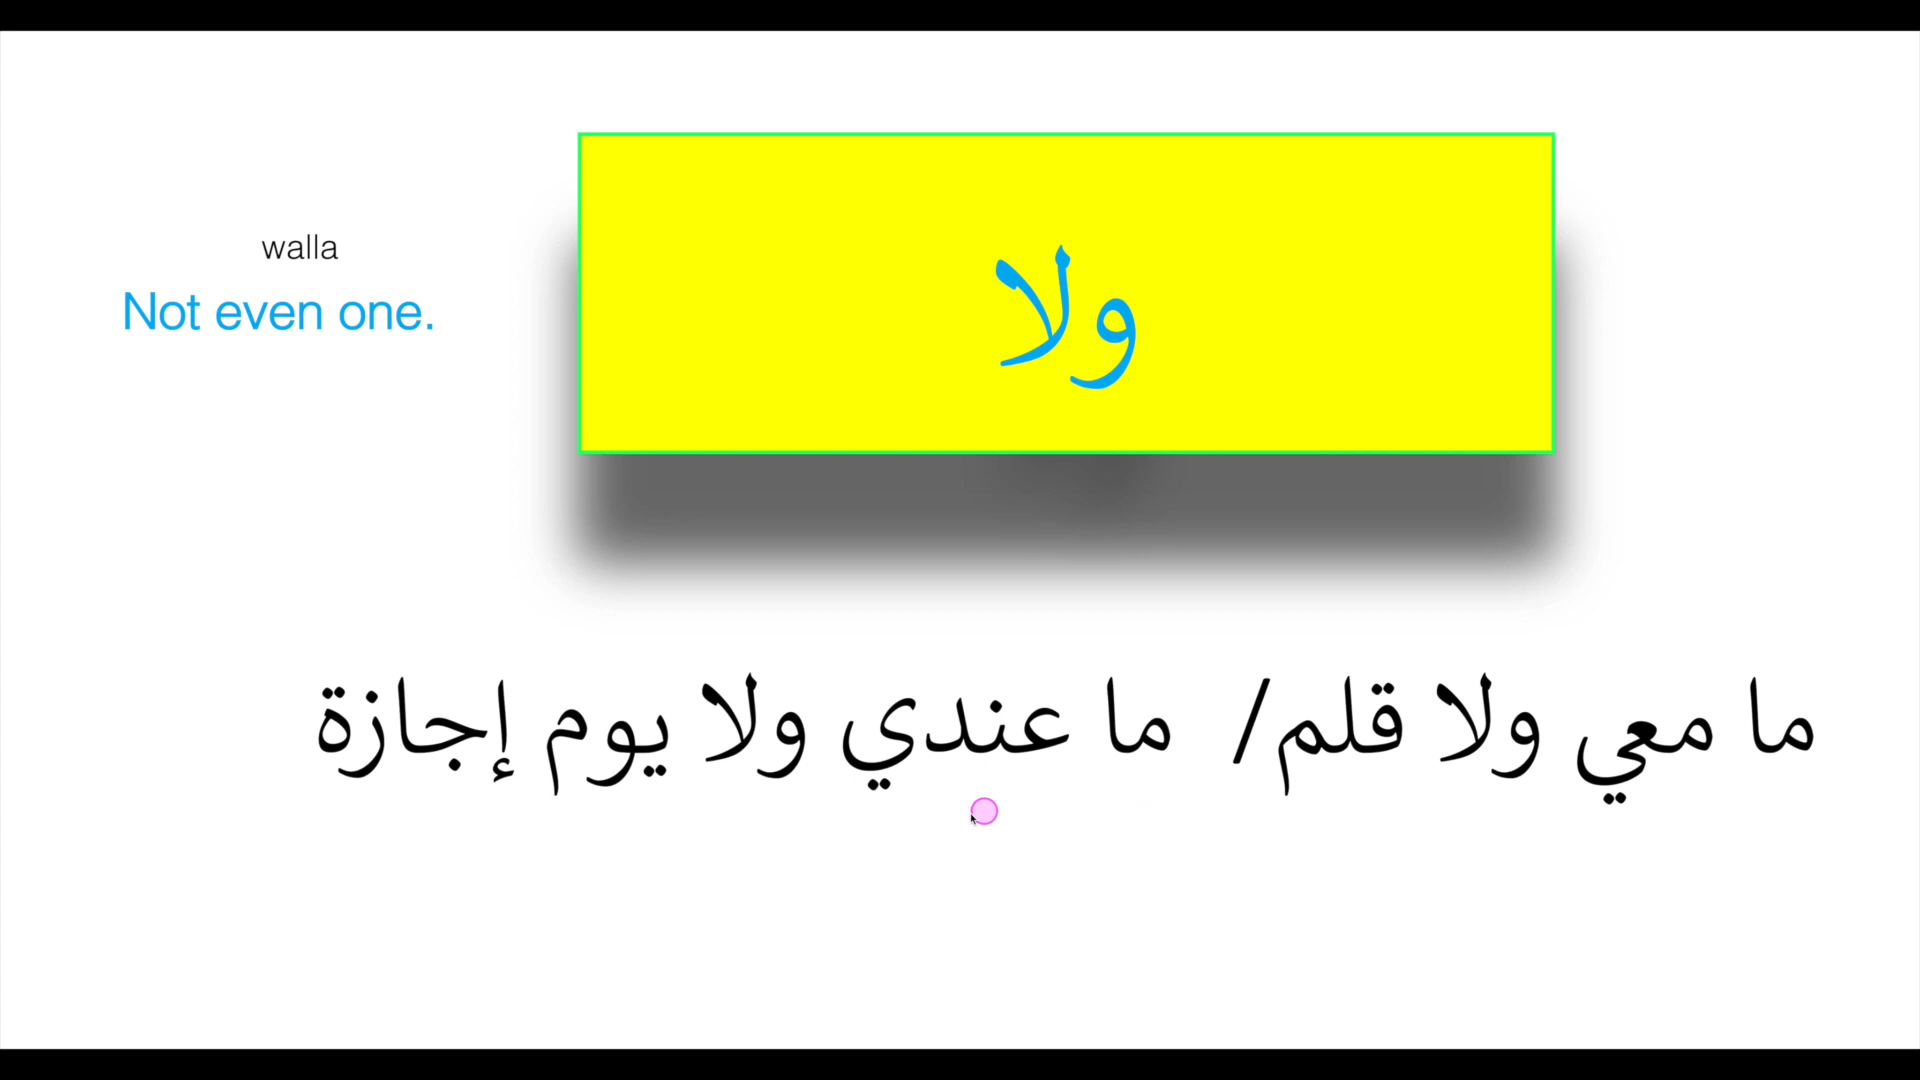 walla
Not even one.
ولا
ما معي ولا قلم/ ما عندي ولا يوم إجازة